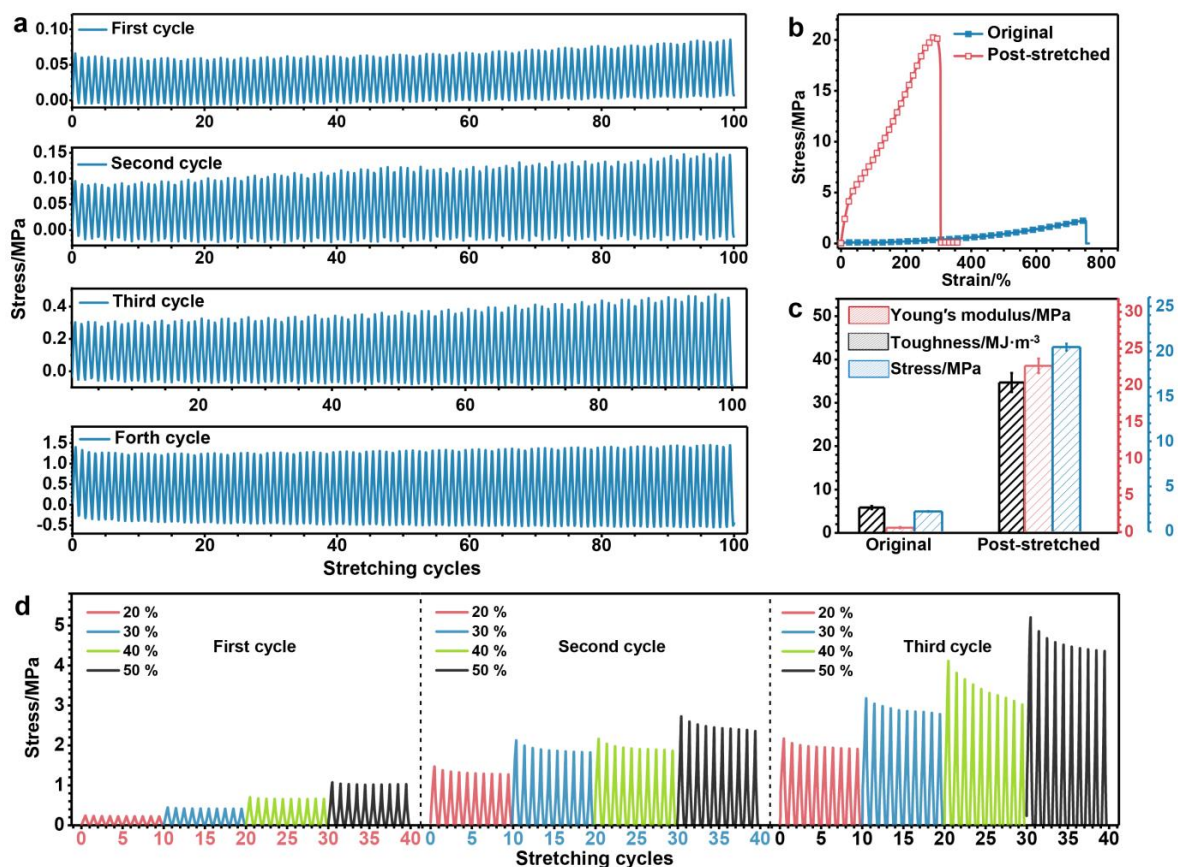 a
First cycle
0.10
0.05
0.00
0 20 40 60 80 100
Second cycle
0.15
0.10
0.05
0.00
Third cycle
0.4
0.2
0.0
20 40 60 80 100
Forth cycle
1.5
1.0
0.5
0.0
-0.5
0 20 40 60 80 100
Stress/MPa
Stretching cycles
b
Original
Post-stretched
20
15
10
5
0
0 200 400 600 800
Stress/MPa
Strain/%
c
Young's modulus/MPa
Toughness/MJ·m⁻³
Stress/MPa
50
40
30
20
10
0
30
25
20
15
10
5
0
25
20
15
10
5
0
Original Post-stretched
d
20 %
30 %
40 %
50 %
First cycle
20 %
30 %
40 %
50 %
Second cycle
20 %
30 %
40 %
50 %
Third cycle
5
4
3
2
1
0
Stress/MPa
0 5 10 15 20 25 30 35 40 0 5 10 15 20 25 30 35 40 0 5 10 15 20 25 30 35 40
Stretching cycles